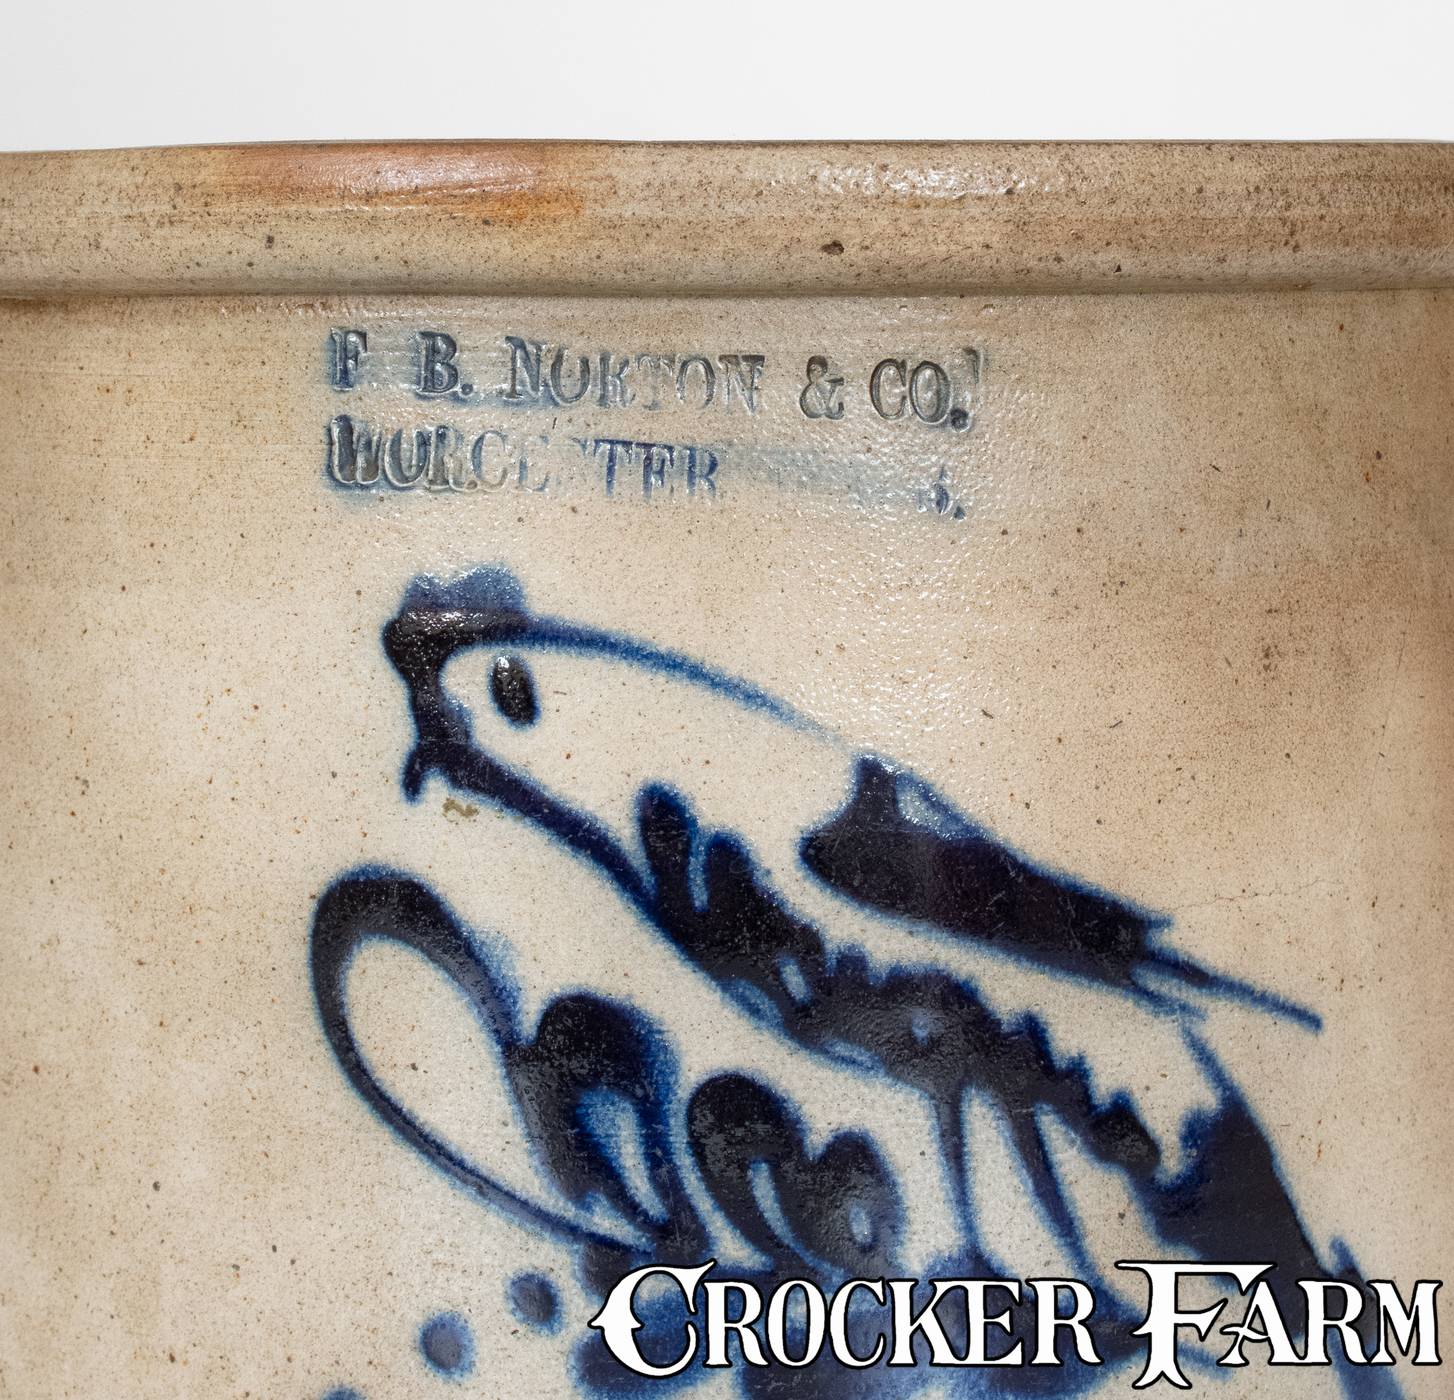 F B. NORTON & CO.
WORCESTER
CROCKER FARM